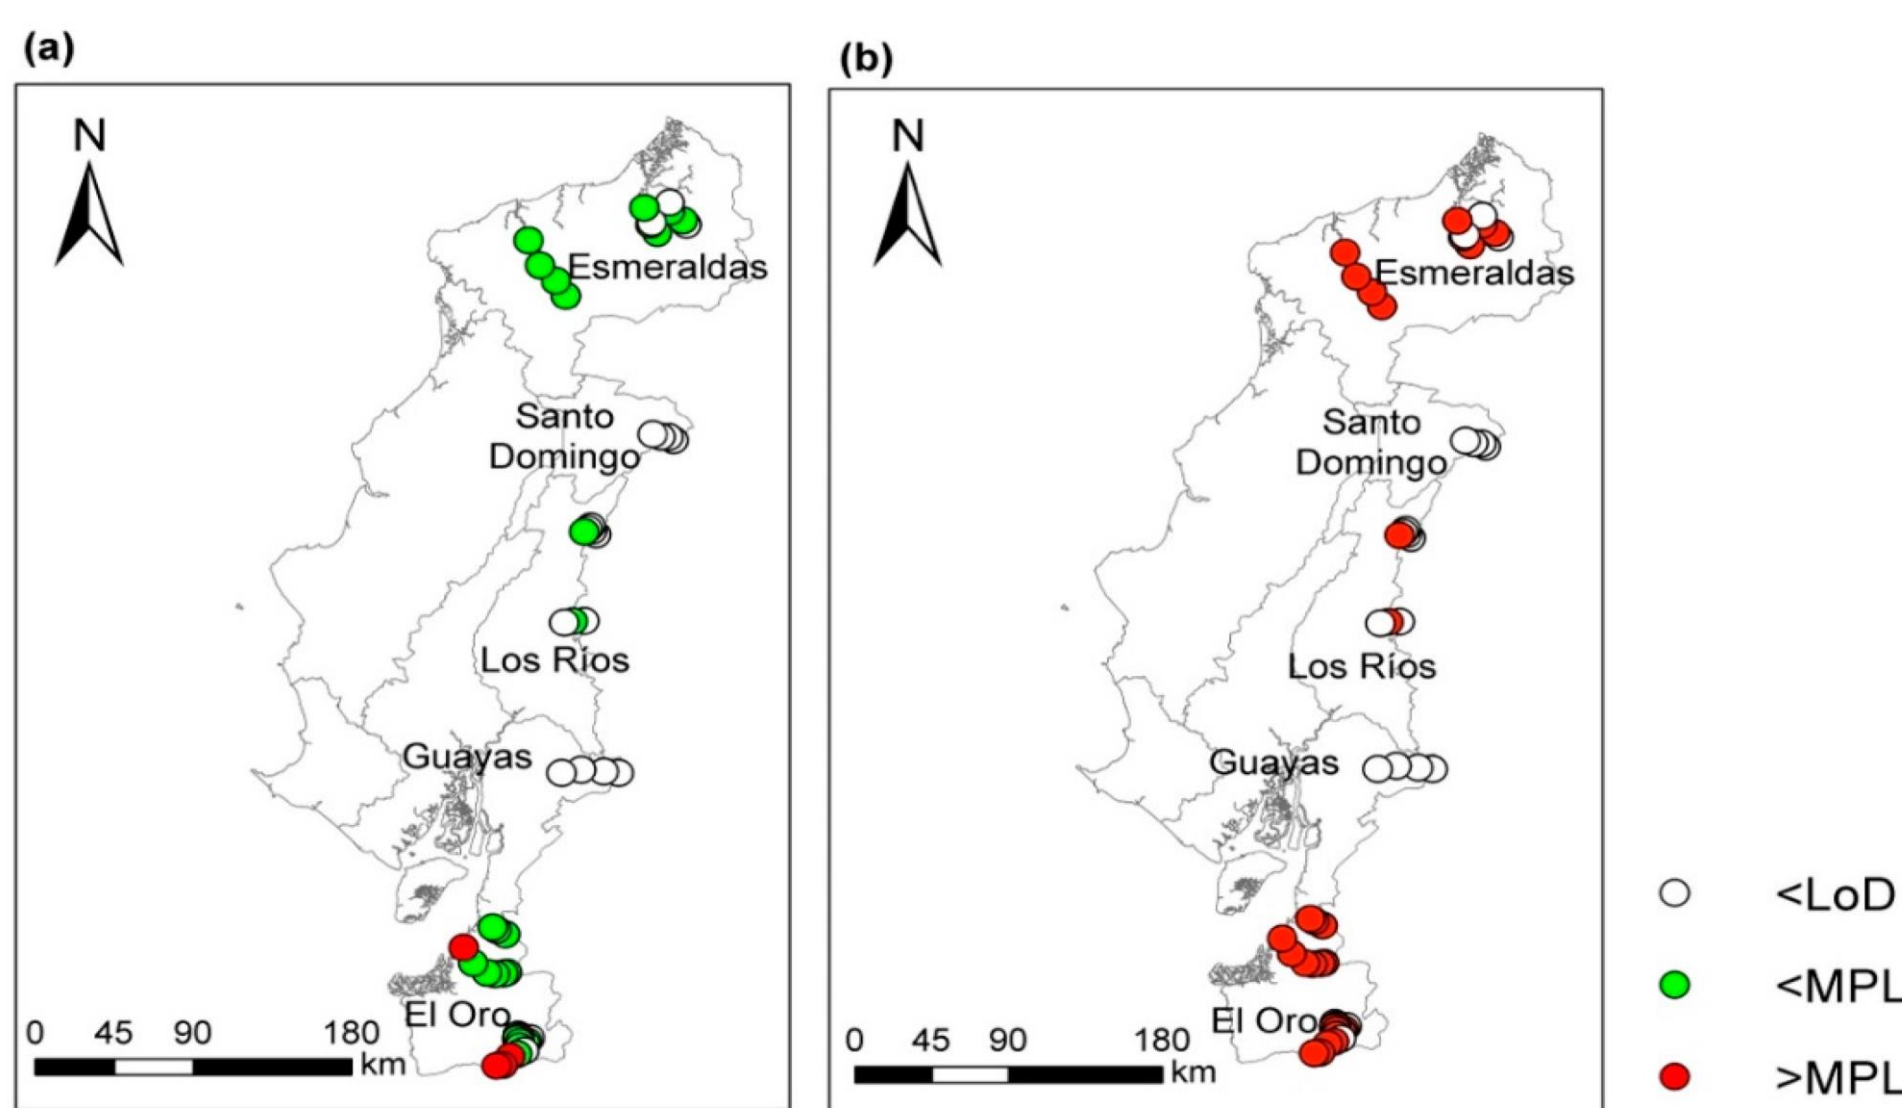 (a)
N
Esmeraldas
Santo
Domingo
Los Ríos
Guayas
El Oro
0 45 90 180
km
(b)
N
Esmeraldas
Santo
Domingo
Los Ríos
Guayas
El Oro
0 45 90 180
km
<LoD
<MPL
>MPL